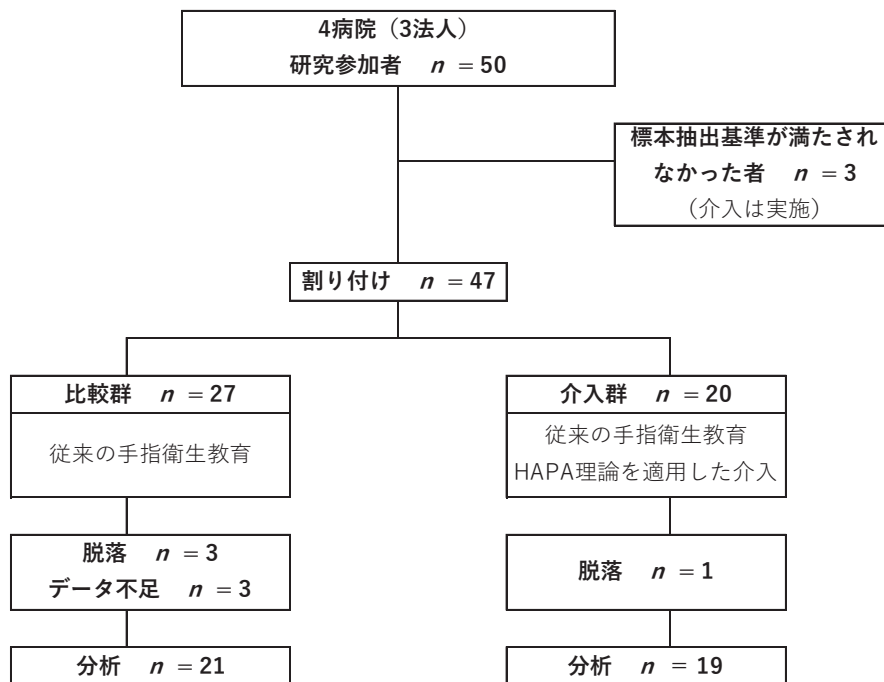 4病院（3法人）
研究参加者　n = 50
標本抽出基準が満たされ
なかった者　n = 3
（介入は実施）
割り付け　n = 47
比較群　n = 27
従来の手指衛生教育
介入群　n = 20
従来の手指衛生教育
HAPA理論を適用した介入
脱落　n = 3
データ不足　n = 3
脱落　n = 1
分析　n = 21
分析　n = 19